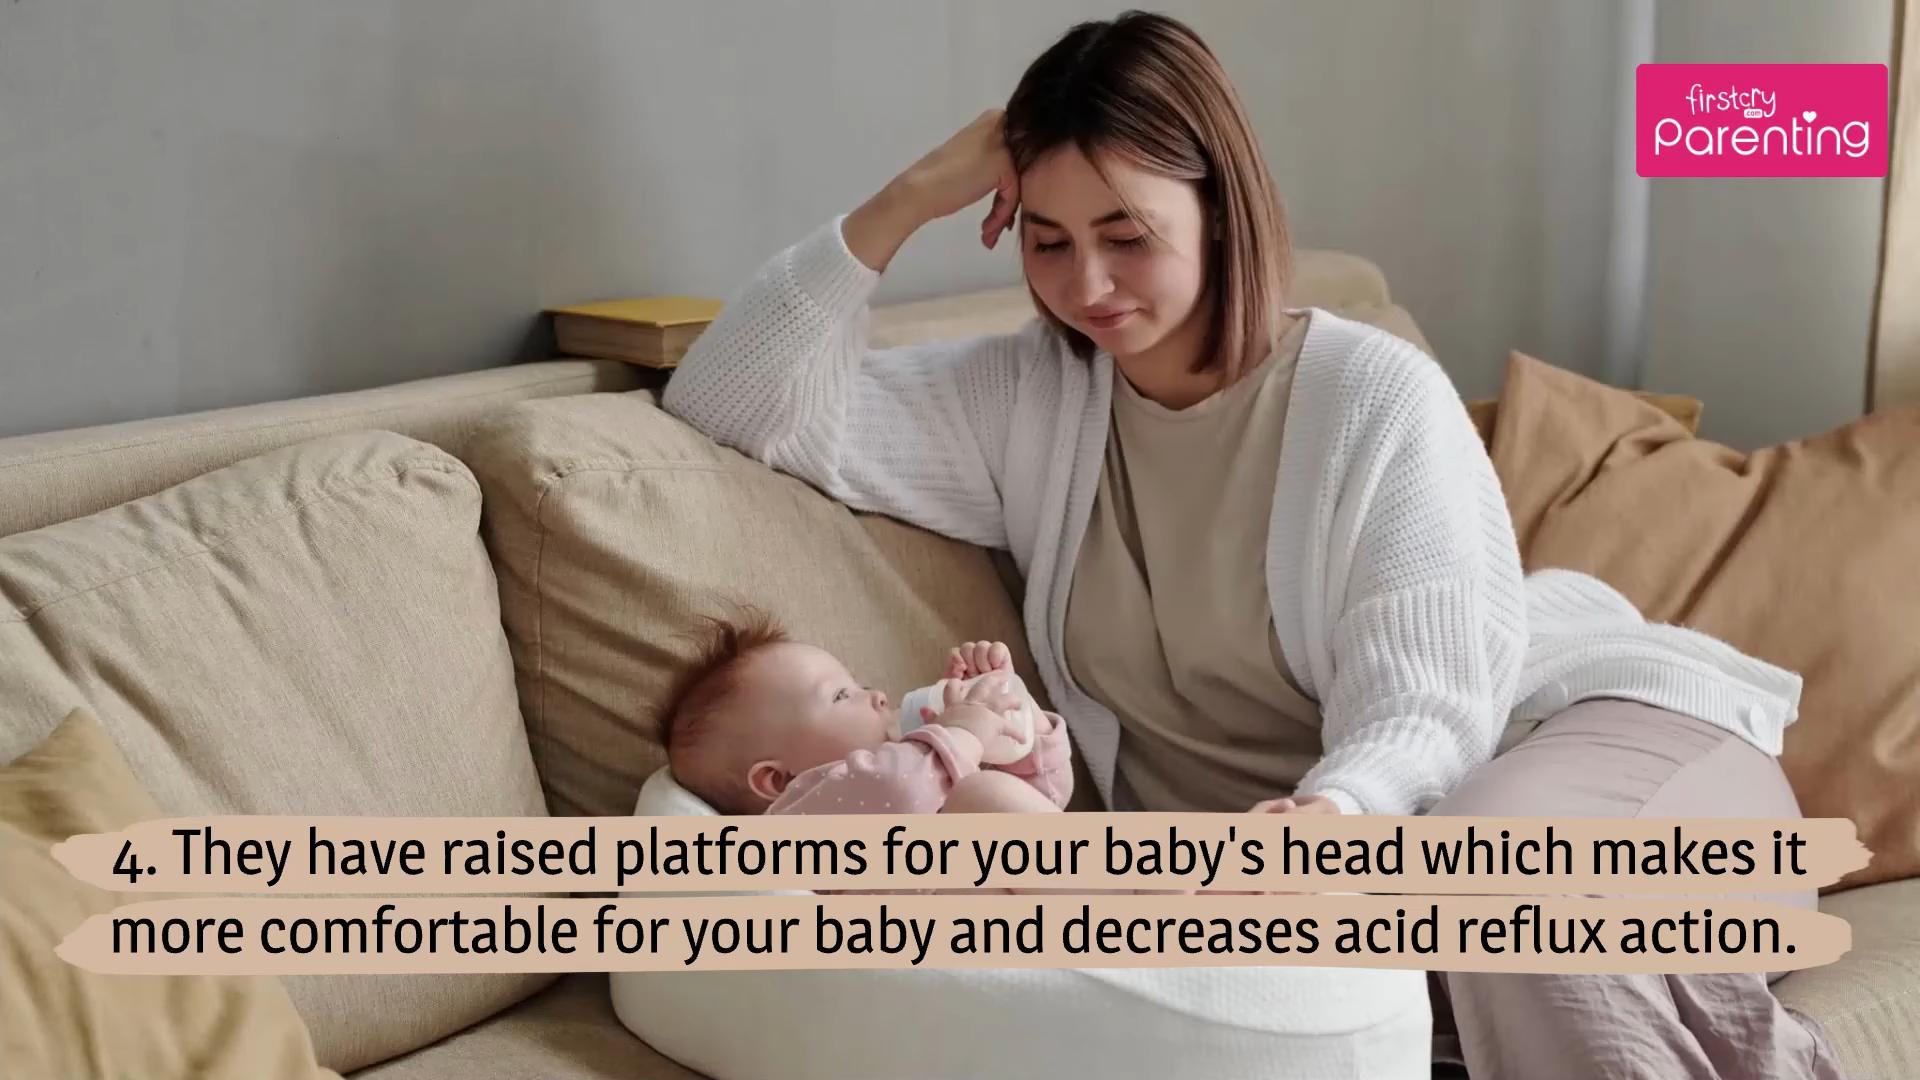 firstcry
.com
Parenting
4. They have raised platforms for your baby's head which makes it
more comfortable for your baby and decreases acid reflux action.